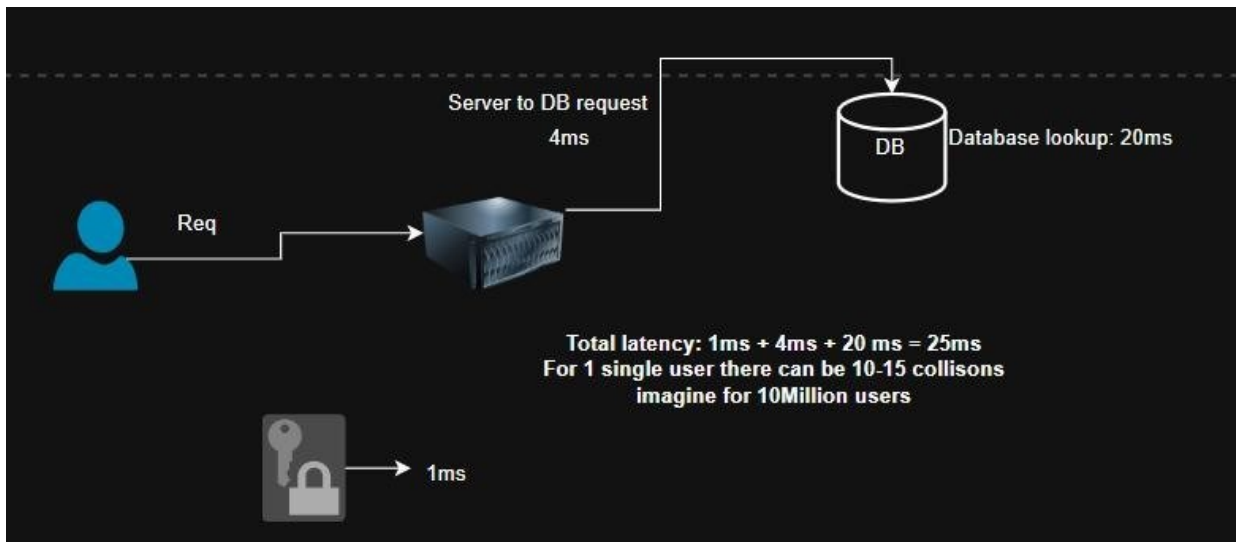 Server to DB request
4ms
DB
Database lookup: 20ms
Req
Total latency: 1ms + 4ms + 20 ms = 25ms
For 1 single user there can be 10-15 collisons
imagine for 10Million users
1ms